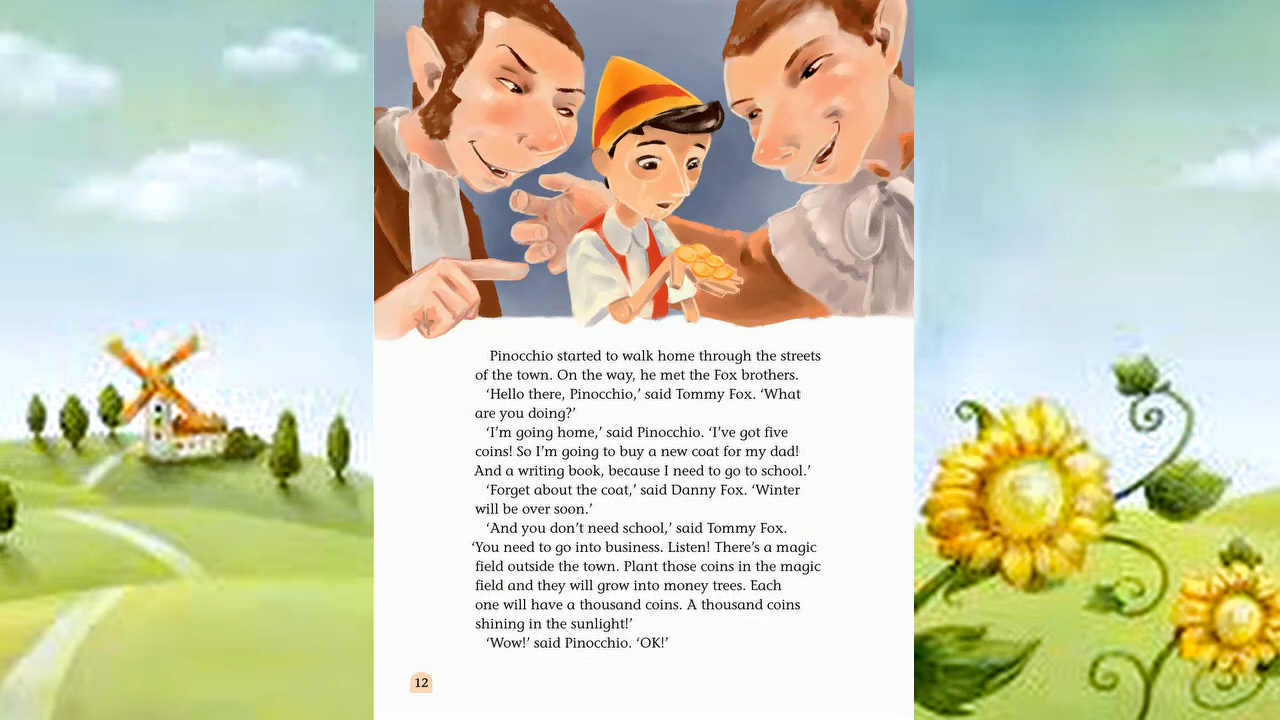 Pinocchio started to walk home through the streets
of the town. On the way, he met the Fox brothers.
‘Hello there, Pinocchio,’ said Tommy Fox. ‘What
are you doing?’
‘I’m going home,’ said Pinocchio. ‘I’ve got five
coins! So I’m going to buy a new coat for my dad!
And a writing book, because I need to go to school.’
‘Forget about the coat,’ said Danny Fox. ‘Winter
will be over soon.’
‘And you don’t need school,’ said Tommy Fox.
‘You need to go into business. Listen! There’s a magic
field outside the town. Plant those coins in the magic
field and they will grow into money trees. Each
one will have a thousand coins. A thousand coins
shining in the sunlight!’
‘Wow!’ said Pinocchio. ‘OK!’
12